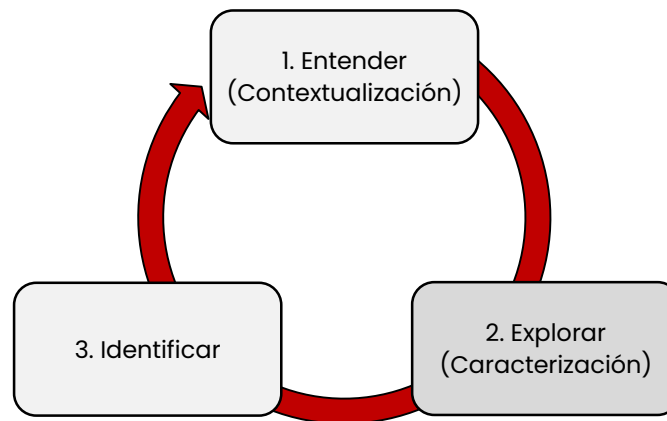 1. Entender
(Contextualización)
2. Explorar
(Caracterización)
3. Identificar